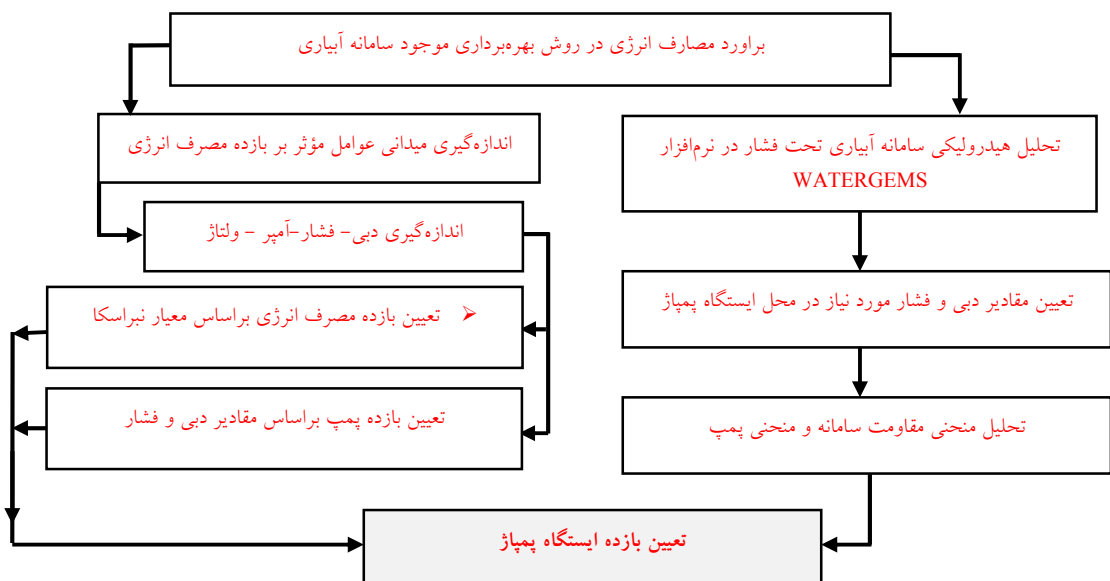 براورد مصارف انرژی در روش بهره‌برداری موجود سامانه آبیاری
تحلیل هیدرولیکی سامانه آبیاری تحت فشار در نرم‌افزار
WATERGEMS
تعیین مقادیر دبی و فشار مورد نیاز در محل ایستگاه پمپاژ
تحلیل منحنی مقاومت سامانه و منحنی پمپ
اندازه‌گیری میدانی عوامل مؤثر بر بازده مصرف انرژی
اندازه‌گیری دبی- فشار-آمپر - ولتاژ
➢ تعیین بازده مصرف انرژی براساس معیار نبراسکا
تعیین بازده پمپ براساس مقادیر دبی و فشار
تعیین بازده ایستگاه پمپاژ